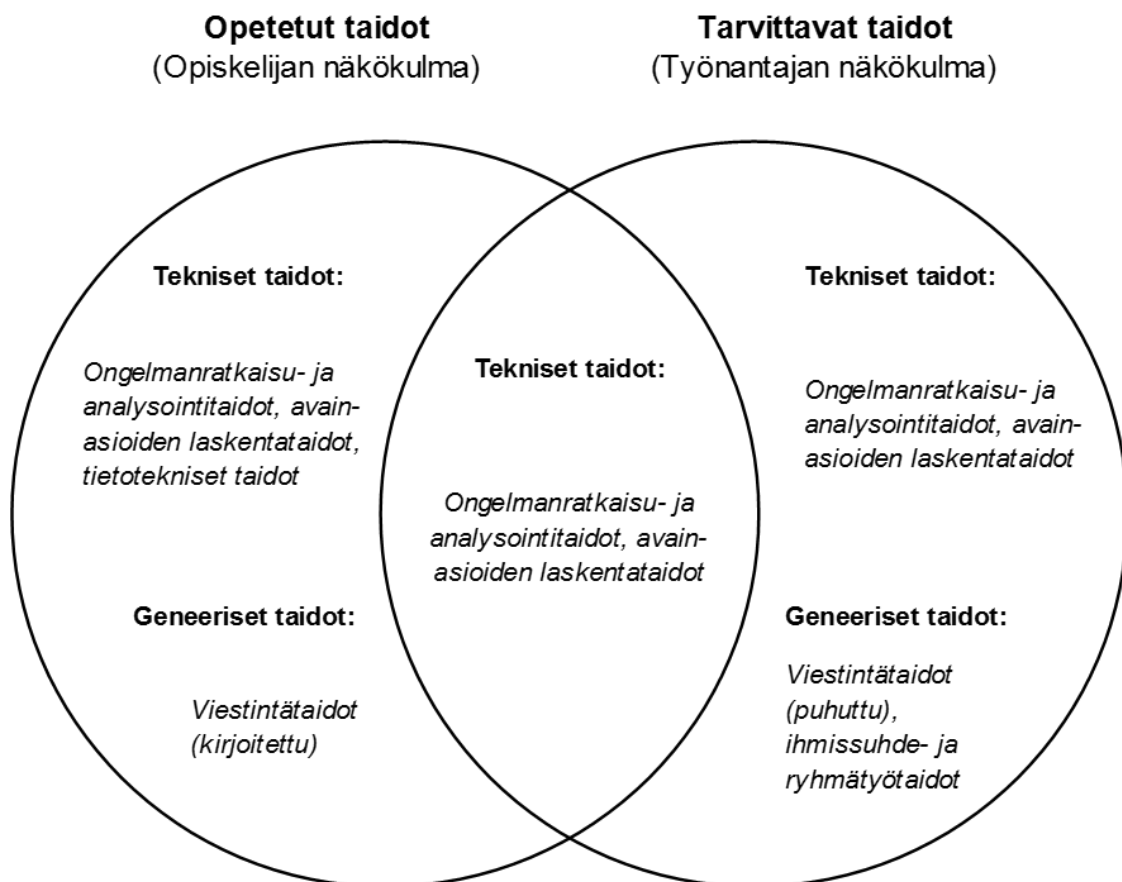 Opetetut taidot
(Opiskelijan näkökulma)
Tarvittavat taidot
(Työnantajan näkökulma)
Tekniset taidot:
Ongelmanratkaisu- ja
analysointitaidot, avain-
asioiden laskentataidot,
tietotekniset taidot
Geneeriset taidot:
Viestintätaidot
(kirjoitettu)
Tekniset taidot:
Ongelmanratkaisu- ja
analysointitaidot, avain-
asioiden laskentataidot
Tekniset taidot:
Ongelmanratkaisu- ja
analysointitaidot, avain-
asioiden laskentataidot
Geneeriset taidot:
Viestintätaidot
(puhuttu),
ihmissuhde- ja
ryhmätyötaidot